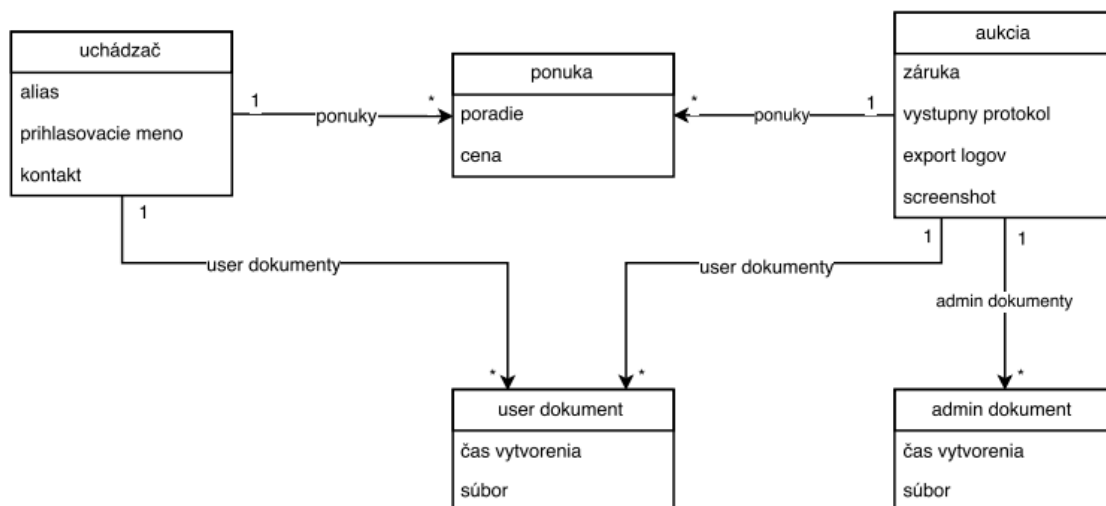 uchádzač
alias
prihlasovacie meno
kontakt
1
ponuky
*
ponuka
poradie
cena
*
ponuky
1
aukcia
záruka
vystupny protokol
export logov
screenshot
1
user dokumenty
*
1
user dokumenty
*
1
admin dokumenty
*
user dokument
čas vytvorenia
súbor
admin dokument
čas vytvorenia
súbor